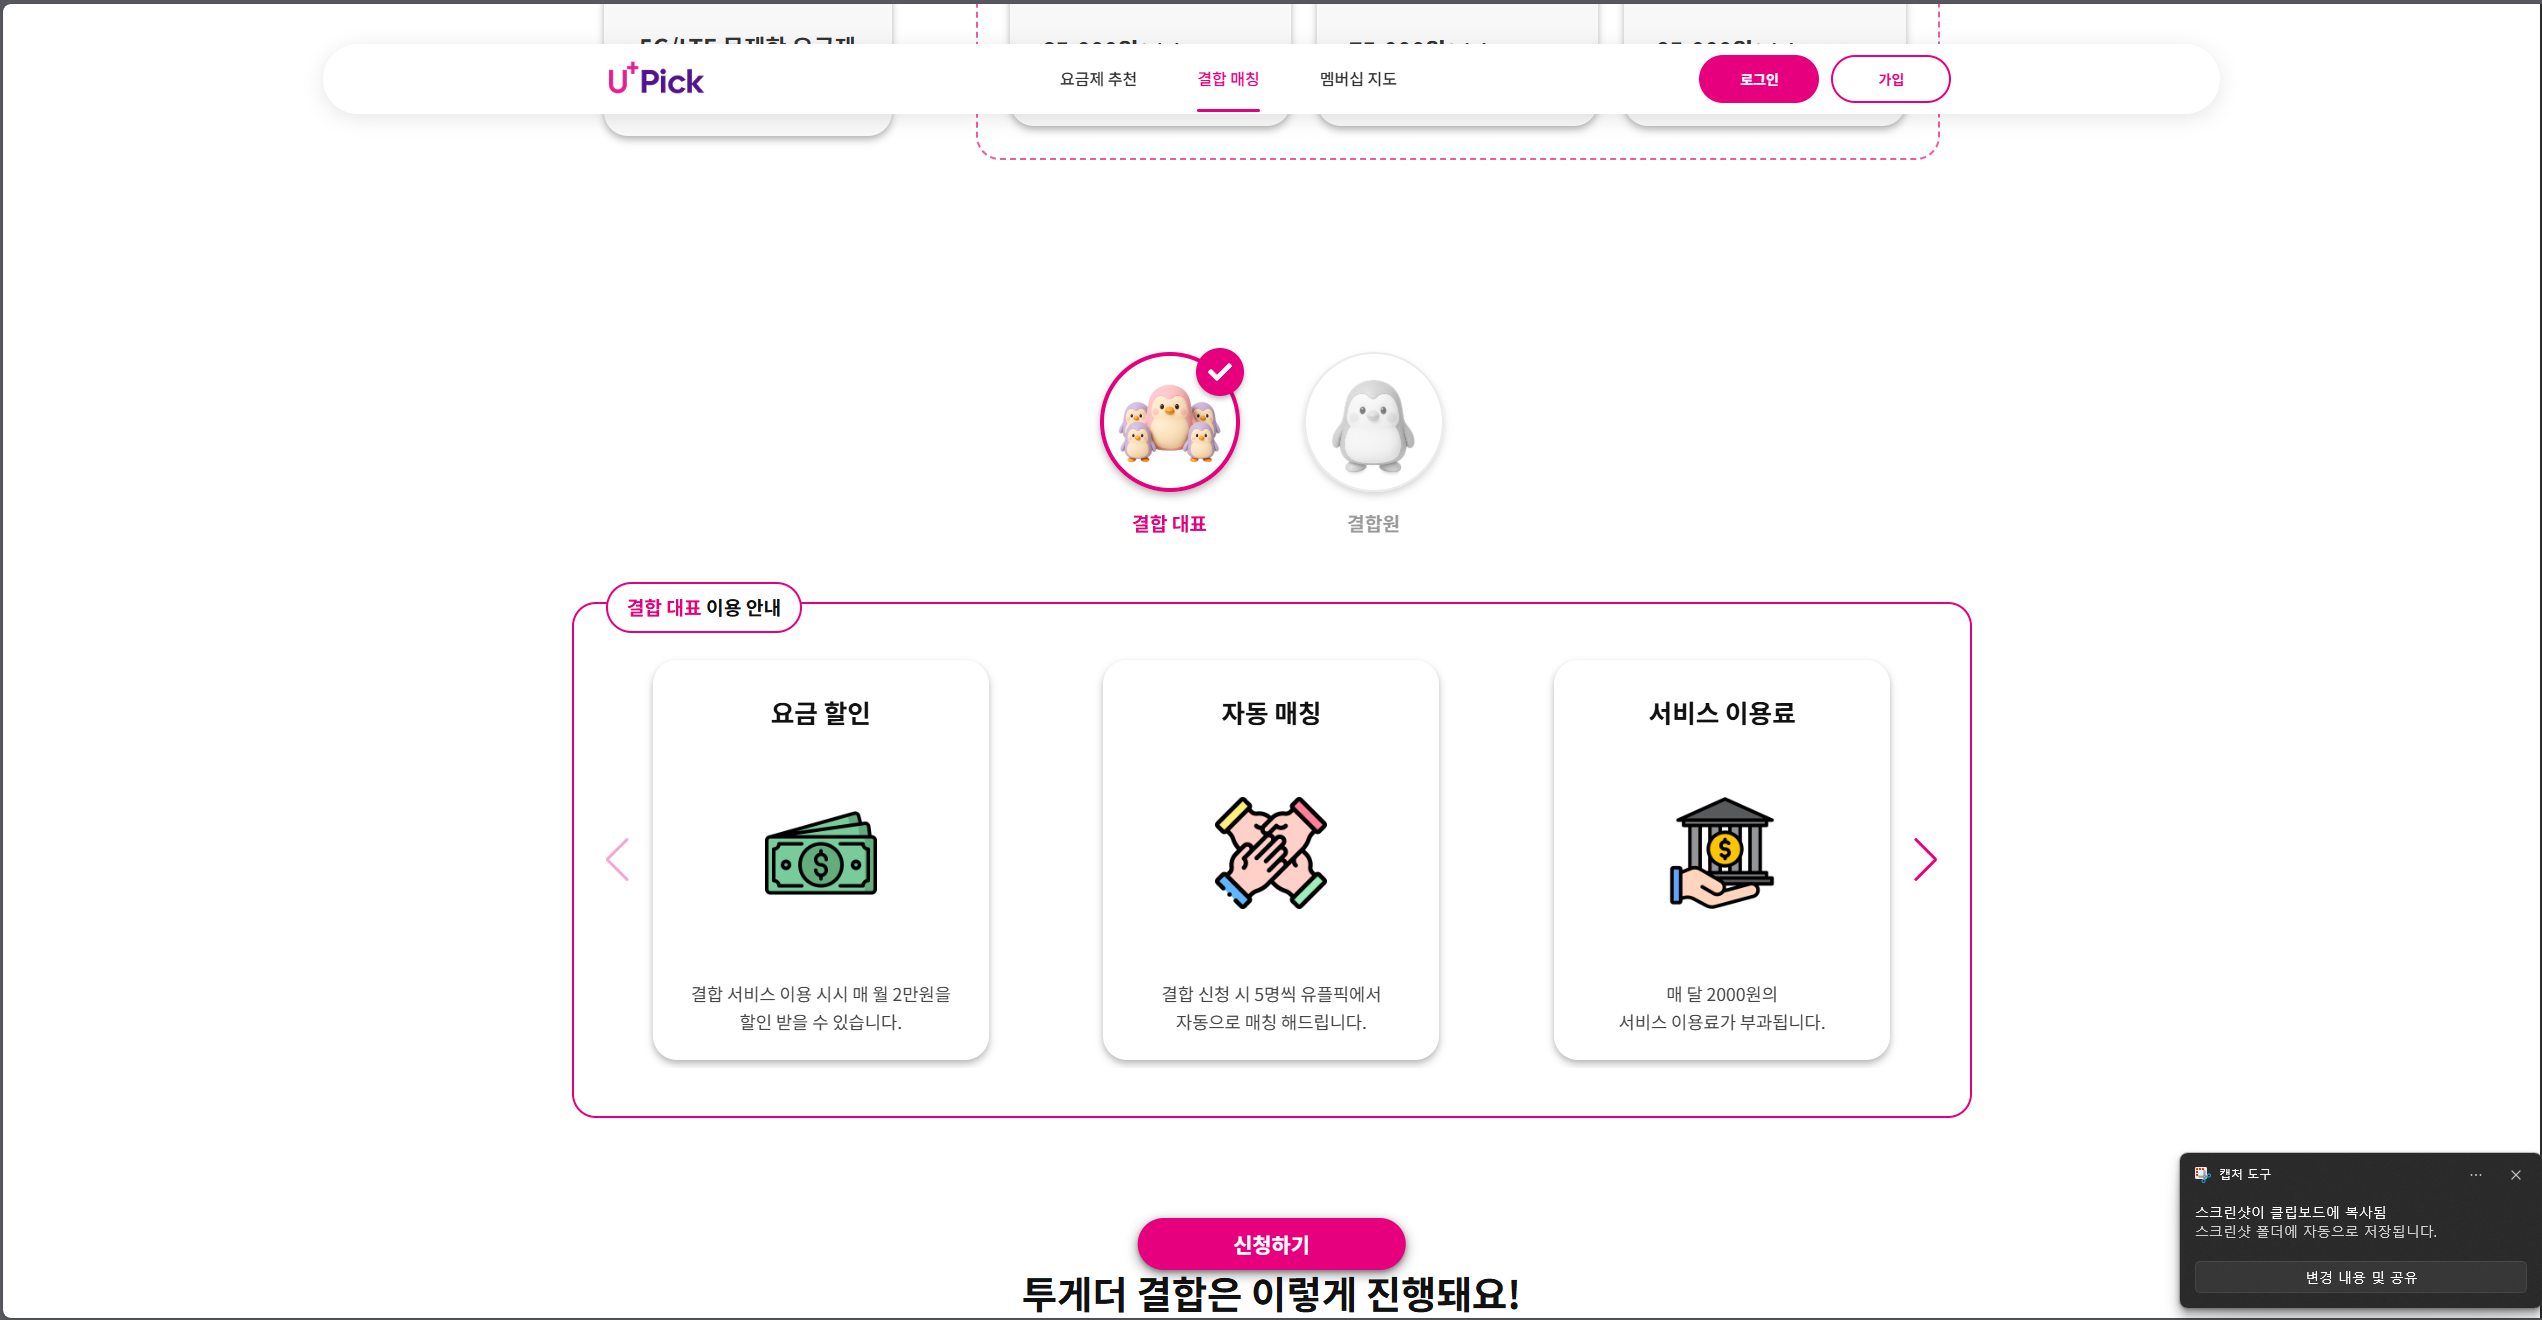 U+Pick
요금제 추천
결합 매칭
멤버십 지도
로그인
가입
결합 대표
결합원
결합 대표 이용 안내
요금 할인
결합 서비스 이용 시시 매 월 2만원을
할인 받을 수 있습니다.
자동 매칭
결합 신청 시 5명씩 유플픽에서
자동으로 매칭 해드립니다.
서비스 이용료
매 달 2000원의
서비스 이용료가 부과됩니다.
신청하기
투게더 결합은 이렇게 진행돼요!
캡처 도구
스크린샷이 클립보드에 복사됨
스크린샷 폴더에 자동으로 저장됩니다.
변경 내용 및 공유